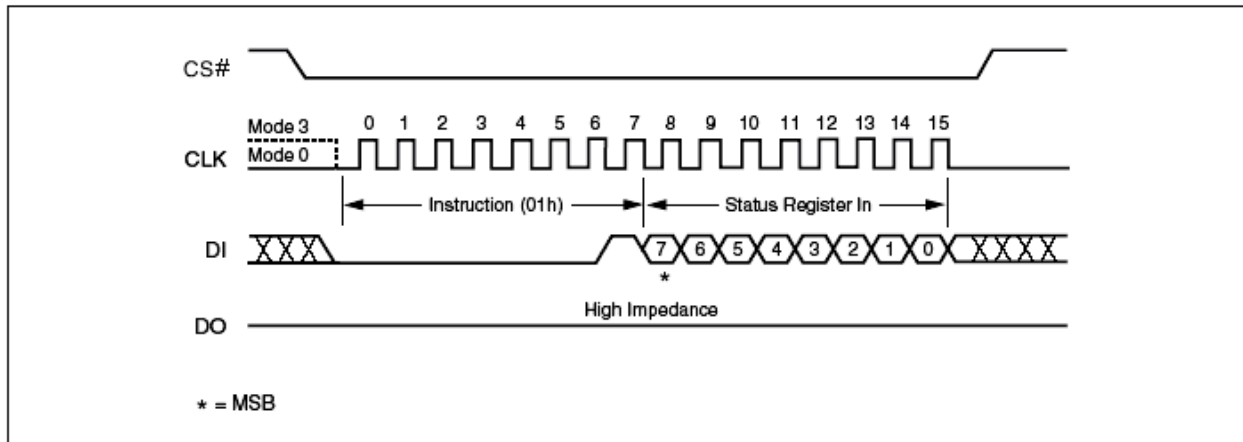 CS#
Mode 3
0 1 2 3 4 5 6 7 8 9 10 11 12 13 14 15
CLK
Mode 0
Instruction (01h)
Status Register In
DI
7 6 5 4 3 2 1 0
*
High Impedance
DO
* = MSB